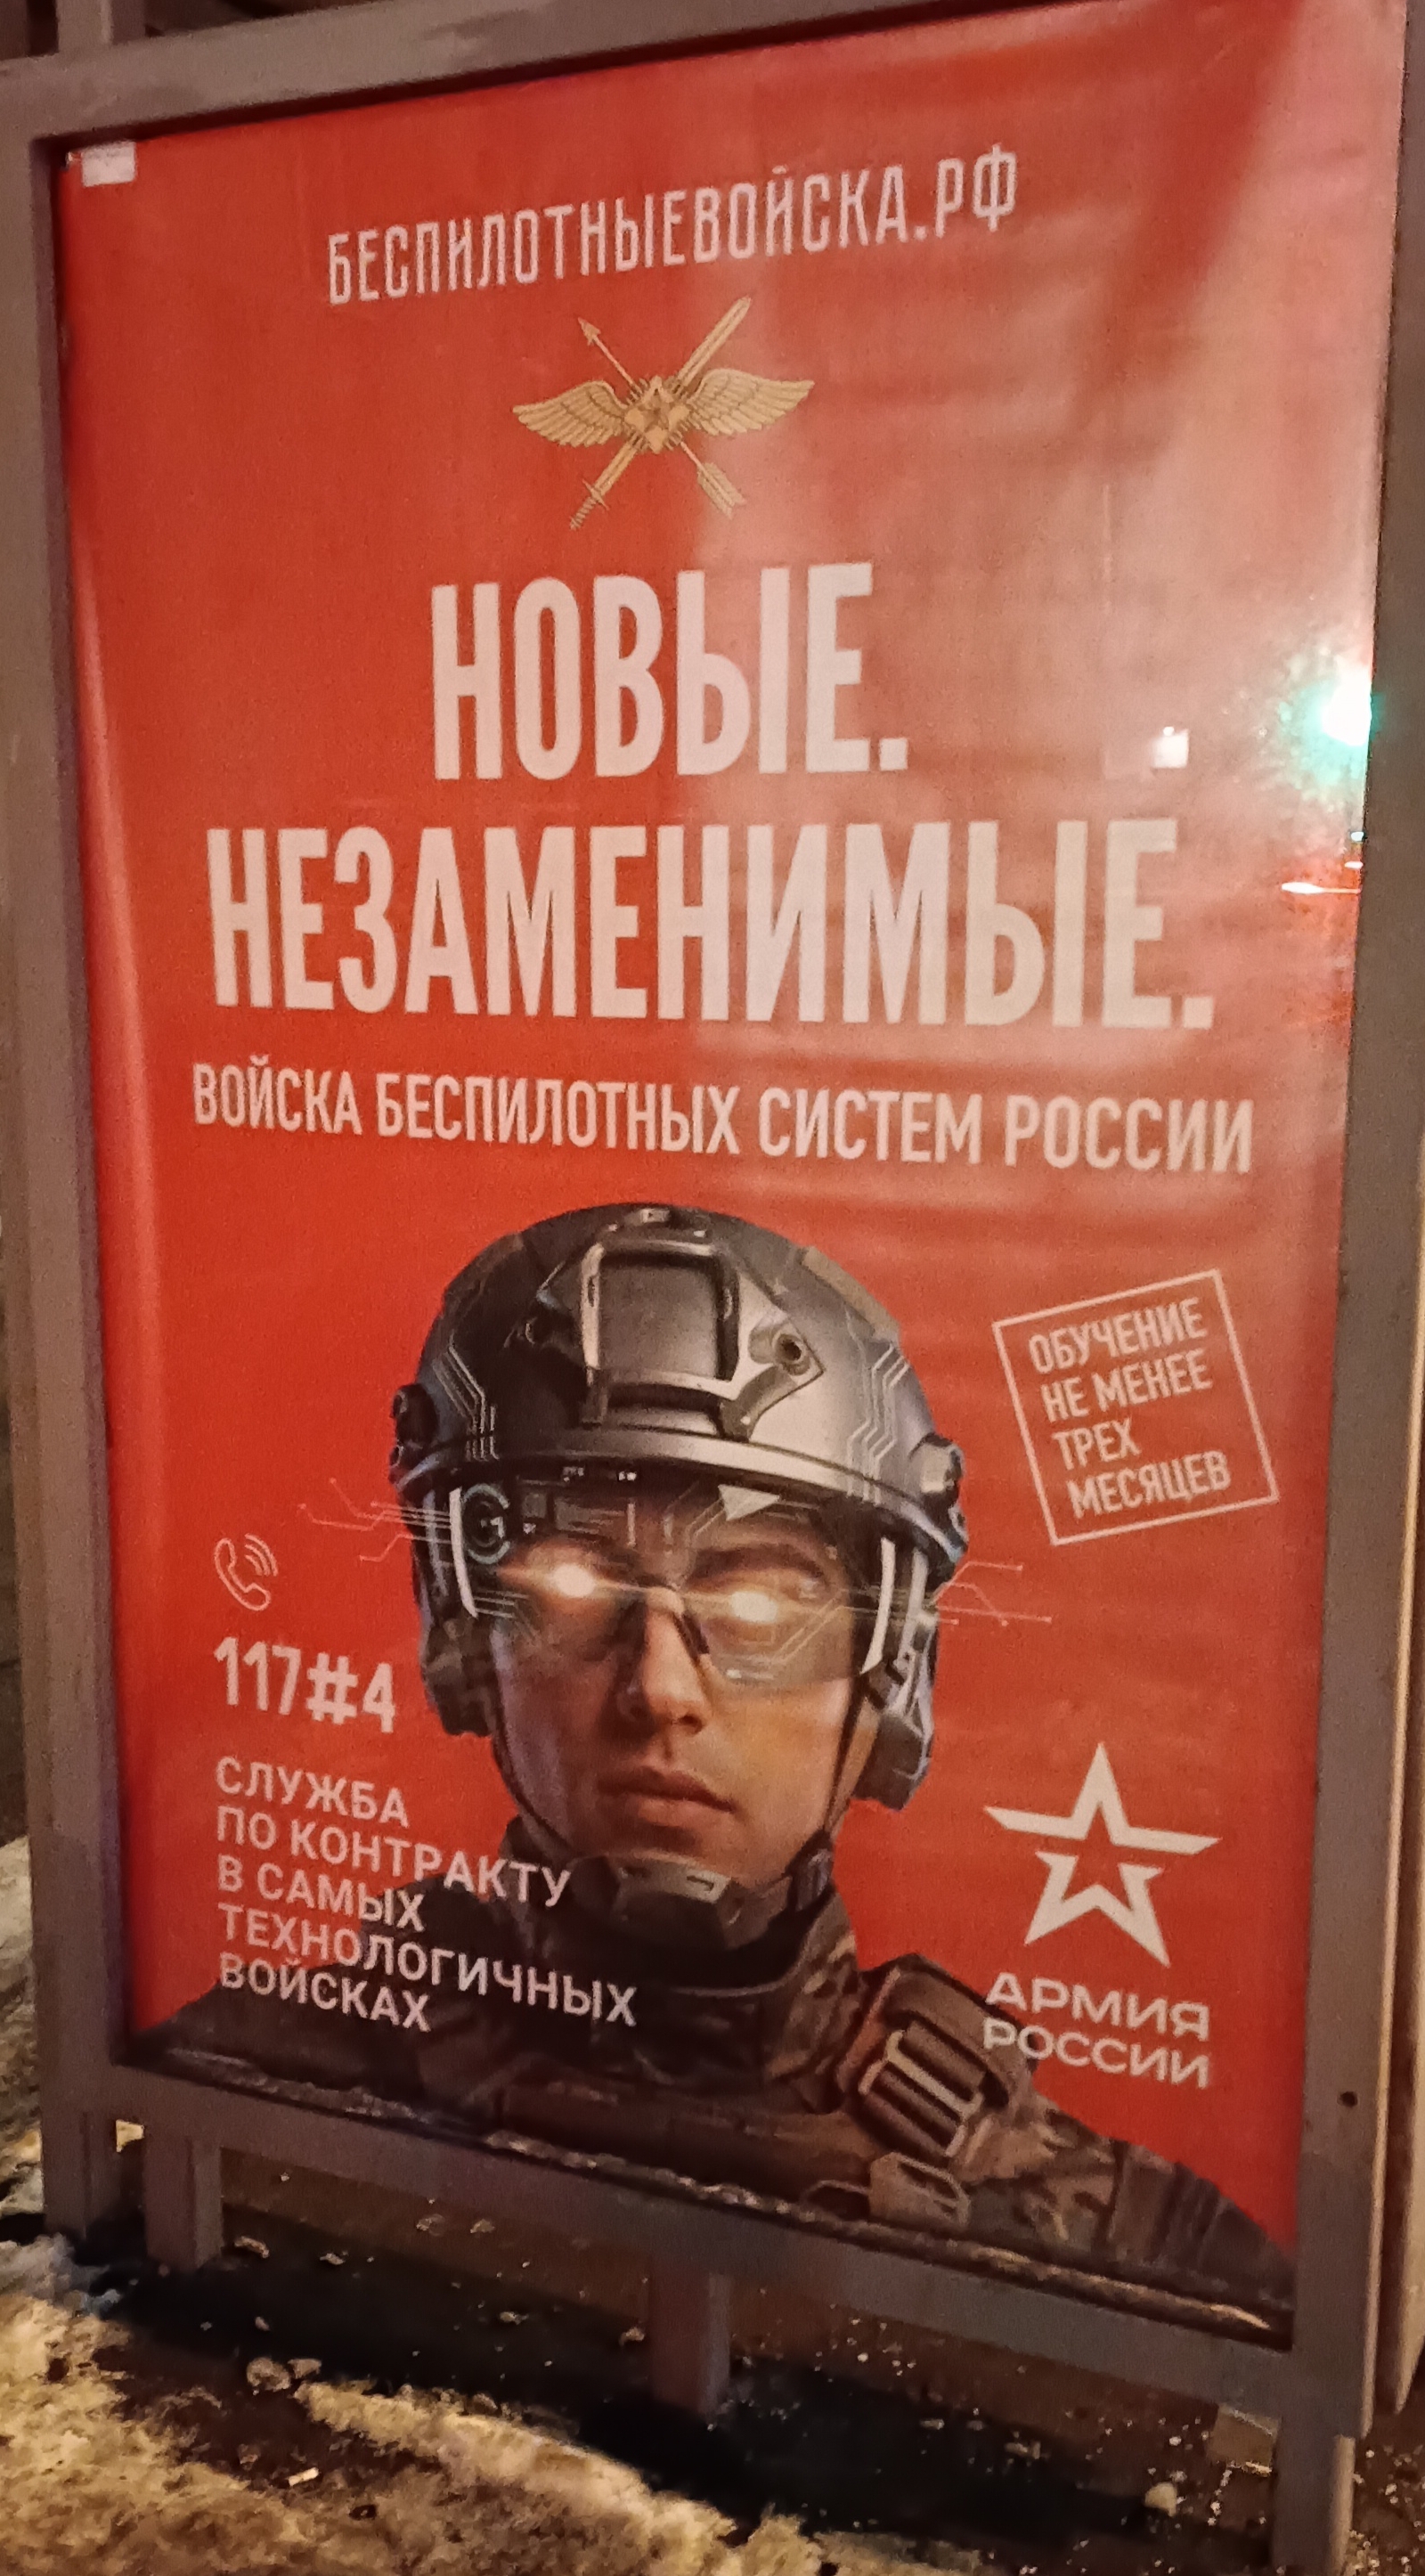 БЕСПИЛОТНЫЕВОЙСКА.РФ
НОВЫЕ.
НЕЗАМЕНИМЫЕ.
ВОЙСКА БЕСПИЛОТНЫХ СИСТЕМ РОССИИ
ОБУЧЕНИЕ
НЕ МЕНЕЕ
ТРЕХ
МЕСЯЦЕВ
117#4
СЛУЖБА
ПО КОНТРАКТУ
В САМЫХ
ТЕХНОЛОГИЧНЫХ
ВОЙСКАХ
АРМИЯ
РОССИИ